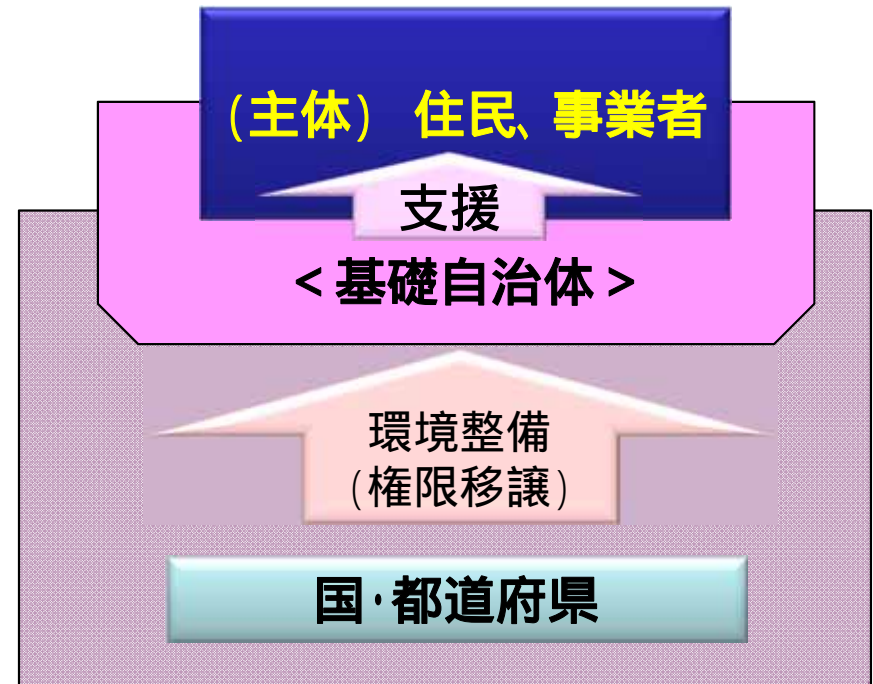 （主体） 住民、事業者
支援
＜基礎自治体＞
環境整備
（権限移譲）
国・都道府県